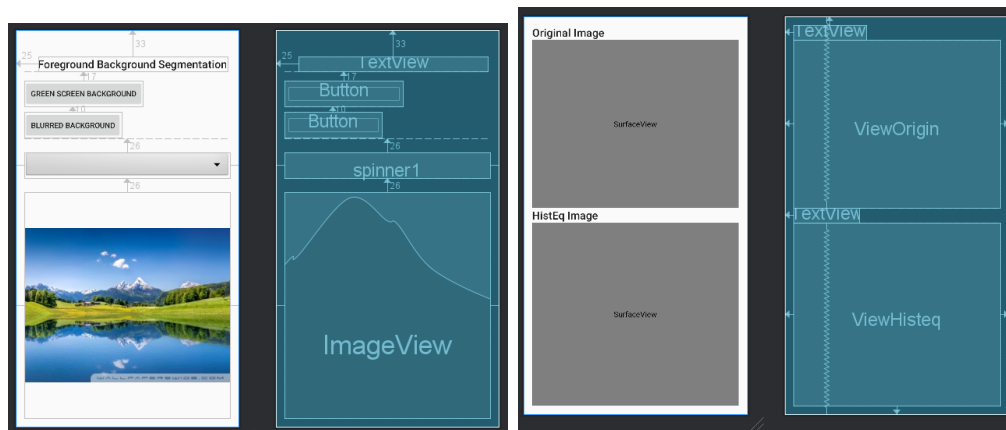 33
25
Foreground Background Segmentation
17
GREEN SCREEN BACKGROUND
10
BLURRED BACKGROUND
26
26
33
25
TextView
17
Button
10
Button
26
spinner1
26
ImageView
Original Image
SurfaceView
HistEq Image
SurfaceView
TextView
ViewOrigin
TextView
ViewHisteq